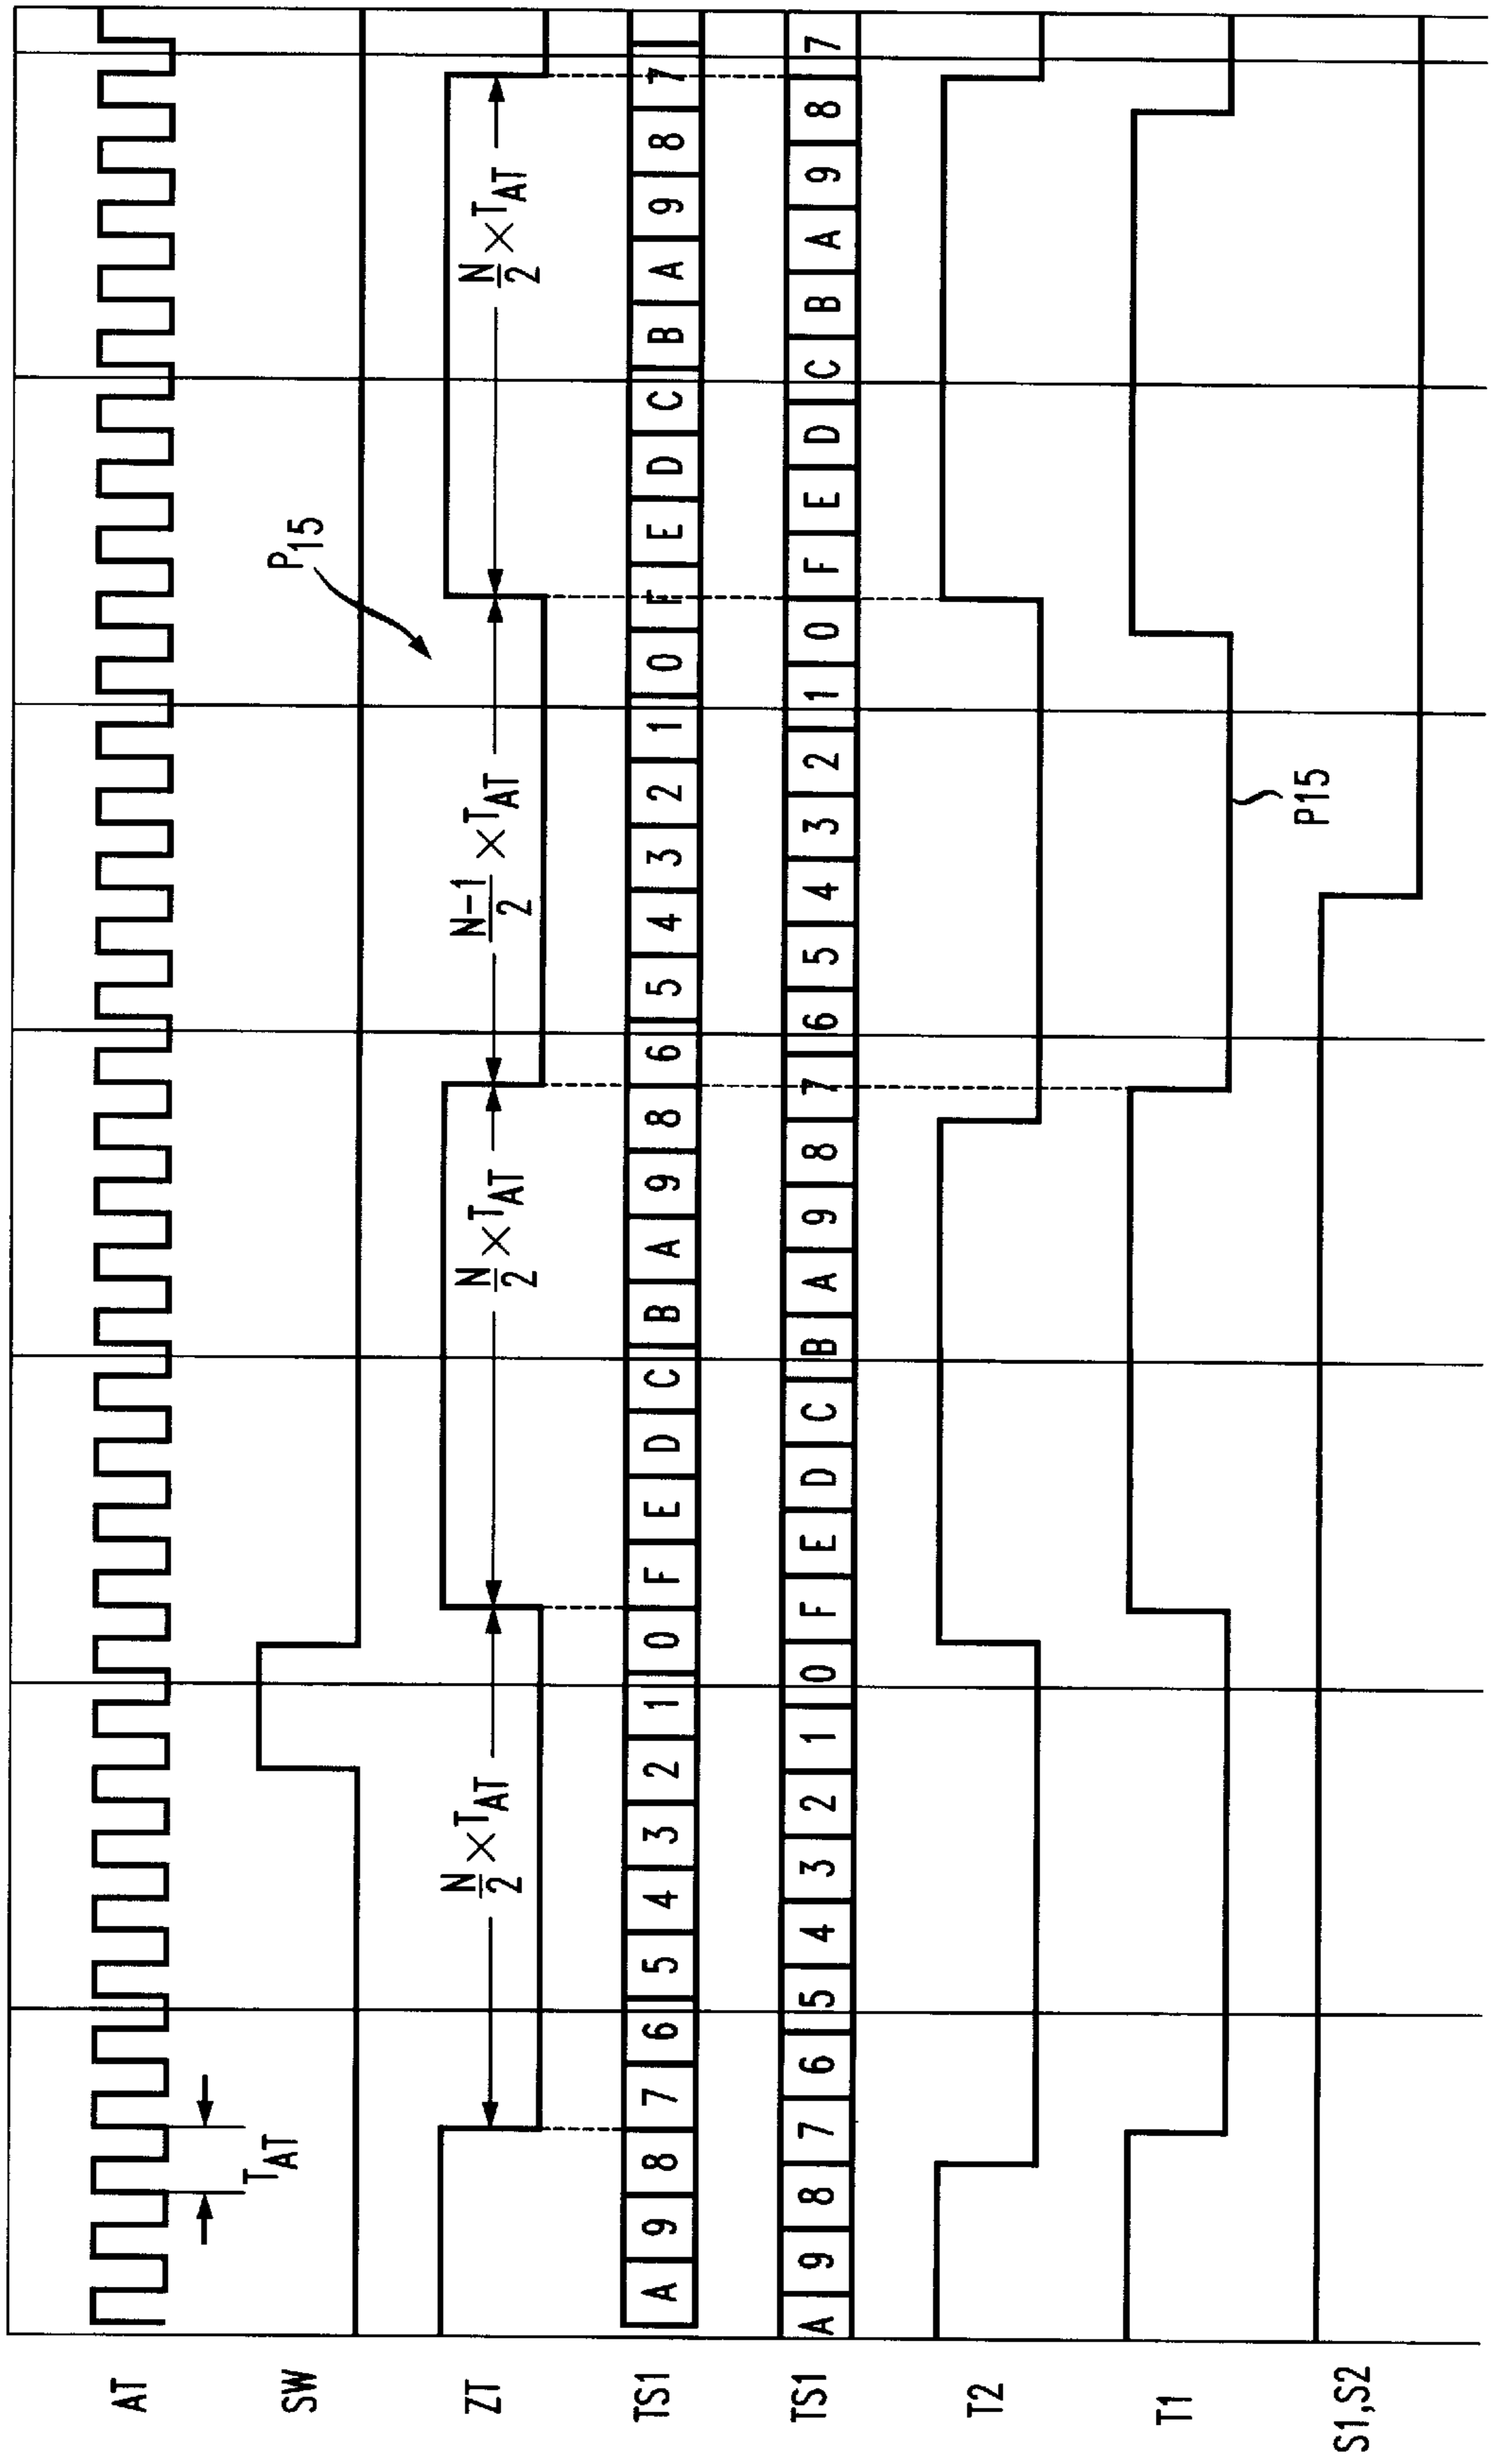 AT
T_AT
SW
P_15
ZT
N/2 ×T_AT
N/2 ×T_AT
N−1/2 ×T_AT
N/2 ×T_AT
TS1 A 9 8 7 6 5 4 3 2 1 0 F E D C B A 9 8 6 5 4 3 2 1 0 F E D C B A 9 8 7
TS1 A 9 8 7 6 5 4 3 2 1 0 F E D C B A 9 8 7 6 5 4 3 2 1 0 F E D C B A 9 8 7
T2
T1
P15
S1,S2